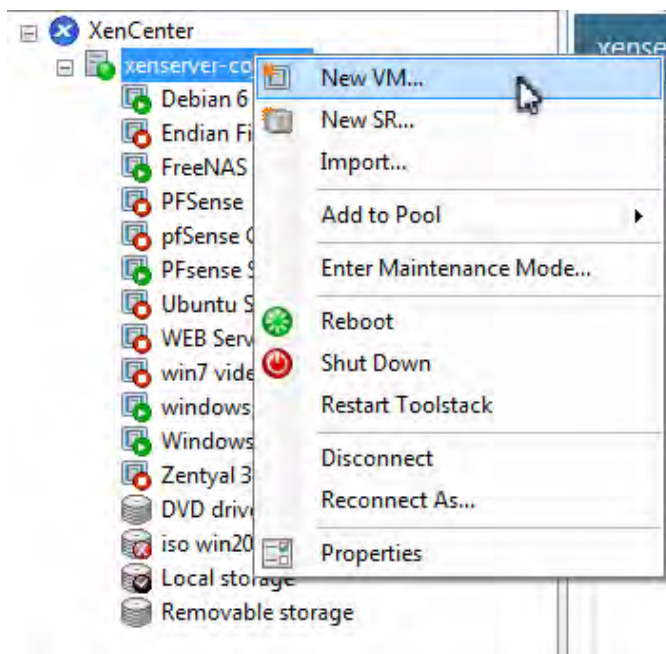 XenCenter
xenserver-co
xense
New VM...
Debian 6
New SR...
Endian Fi
Import...
FreeNAS
PFSense
Add to Pool
pfSense
PFsense S
Enter Maintenance Mode...
Ubuntu S
Reboot
WEB Serv
Shut Down
win7 vide
Restart Toolstack
windows
Windows
Disconnect
Zentyal 3
Reconnect As...
DVD driv
iso win20
Properties
Local storage
Removable storage